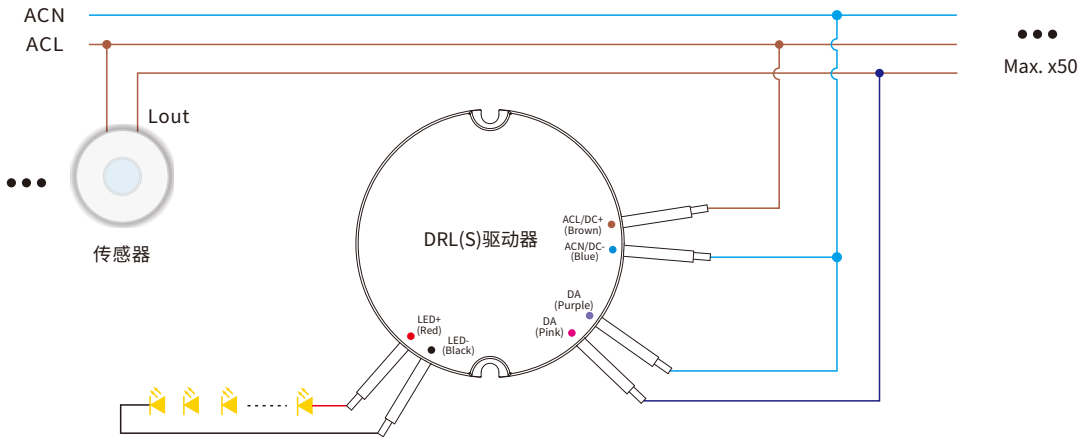 ACN
ACL
Max. x50
Lout
传感器
DRL(S)驱动器
ACL/DC+
(Brown)
ACN/DC-
(Blue)
DA
(Purple)
DA
(Pink)
LED+
(Red)
LED-
(Black)